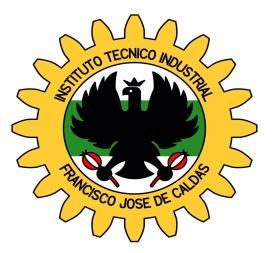 INSTITUTO TECNICO INDUSTRIAL
FRANCISCO JOSE DE CALDAS